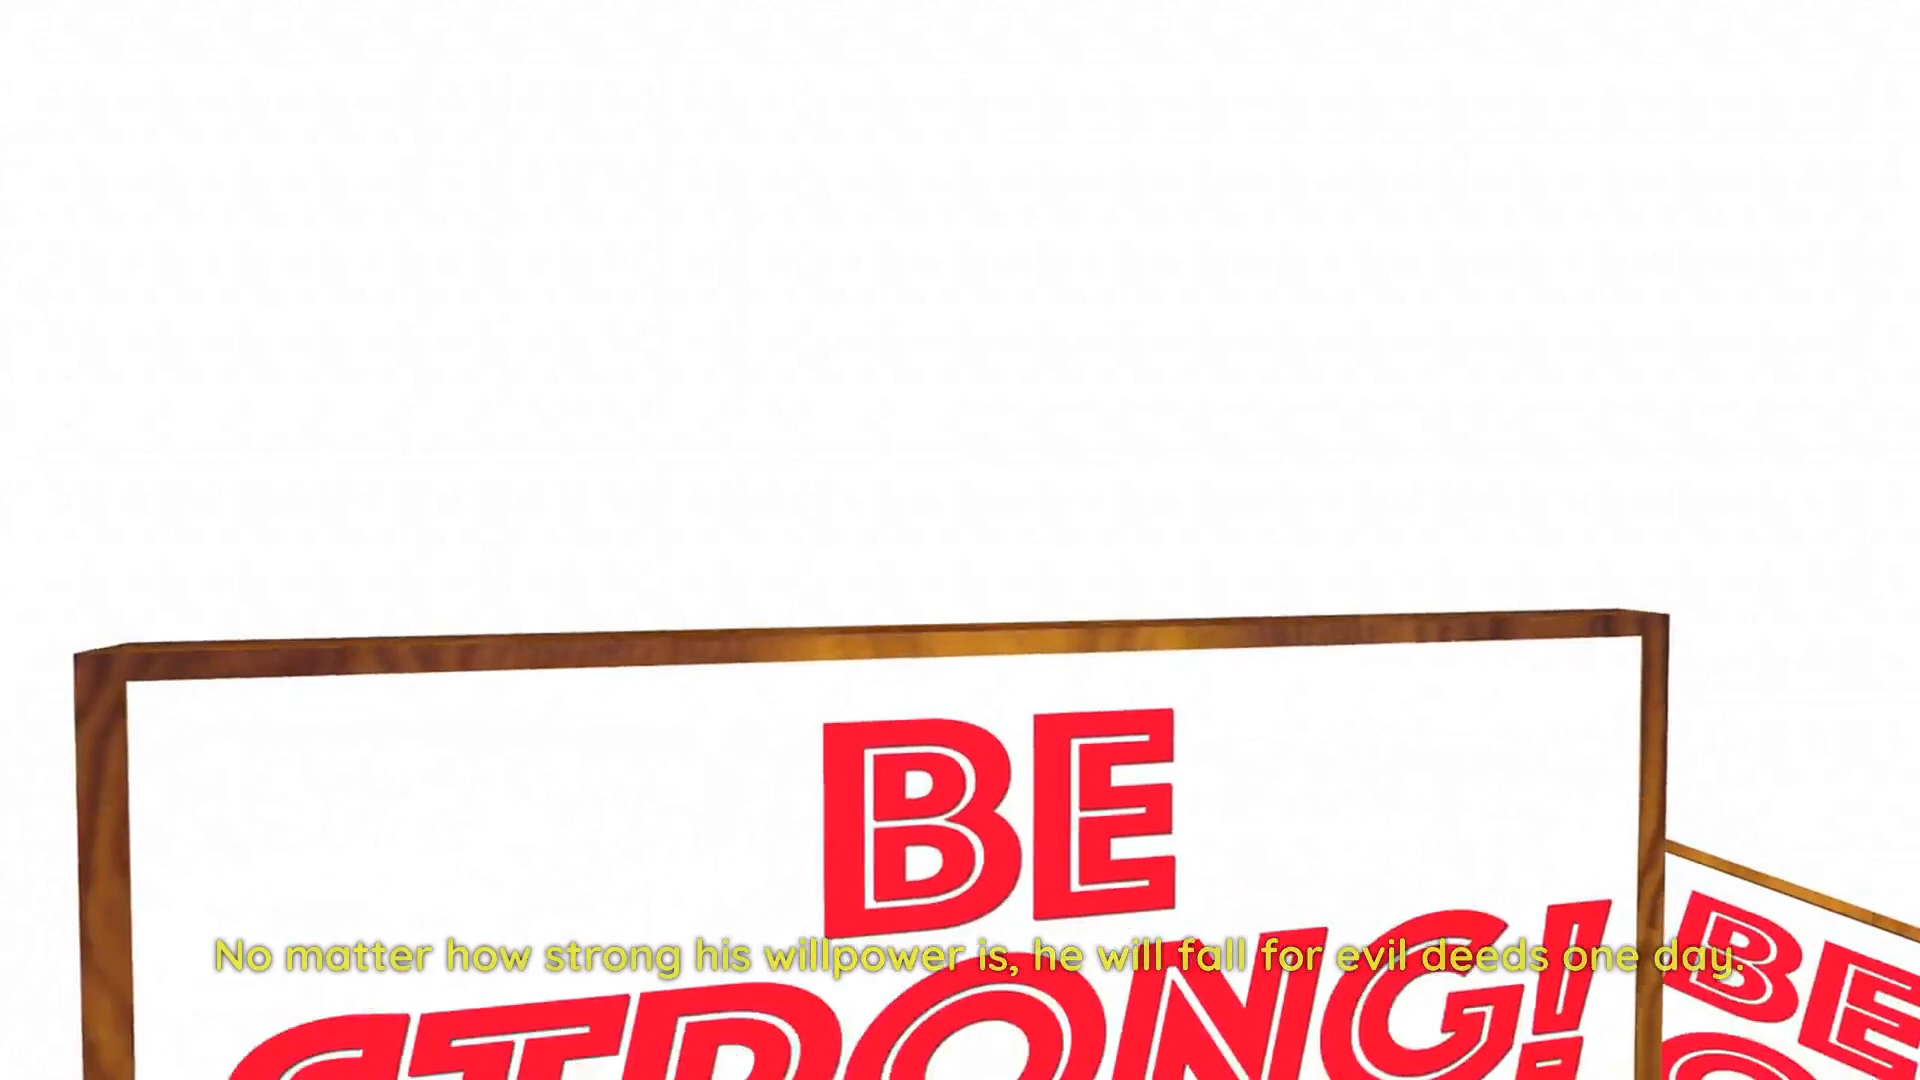 BE
STRONG!
No matter how strong his willpower is, he will fall for evil deeds one day.
BE